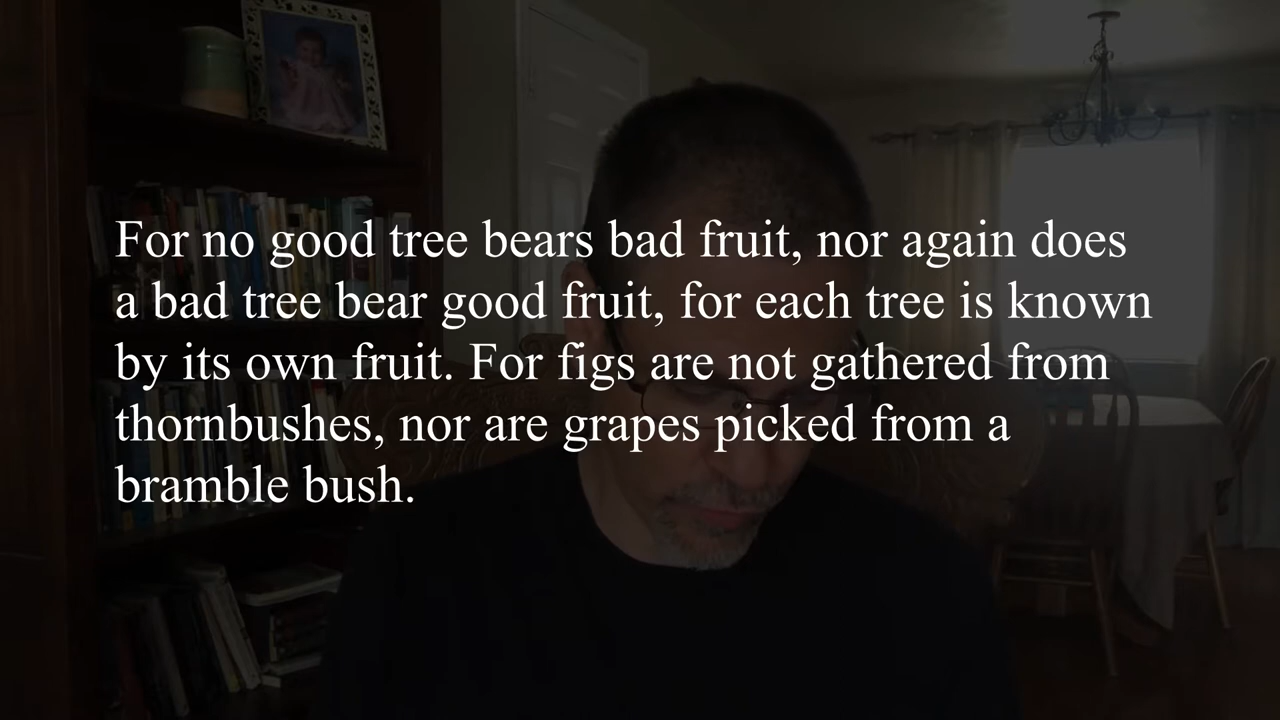 For no good tree bears bad fruit, nor again does
a bad tree bear good fruit, for each tree is known
by its own fruit. For figs are not gathered from
thornbushes, nor are grapes picked from a
bramble bush.